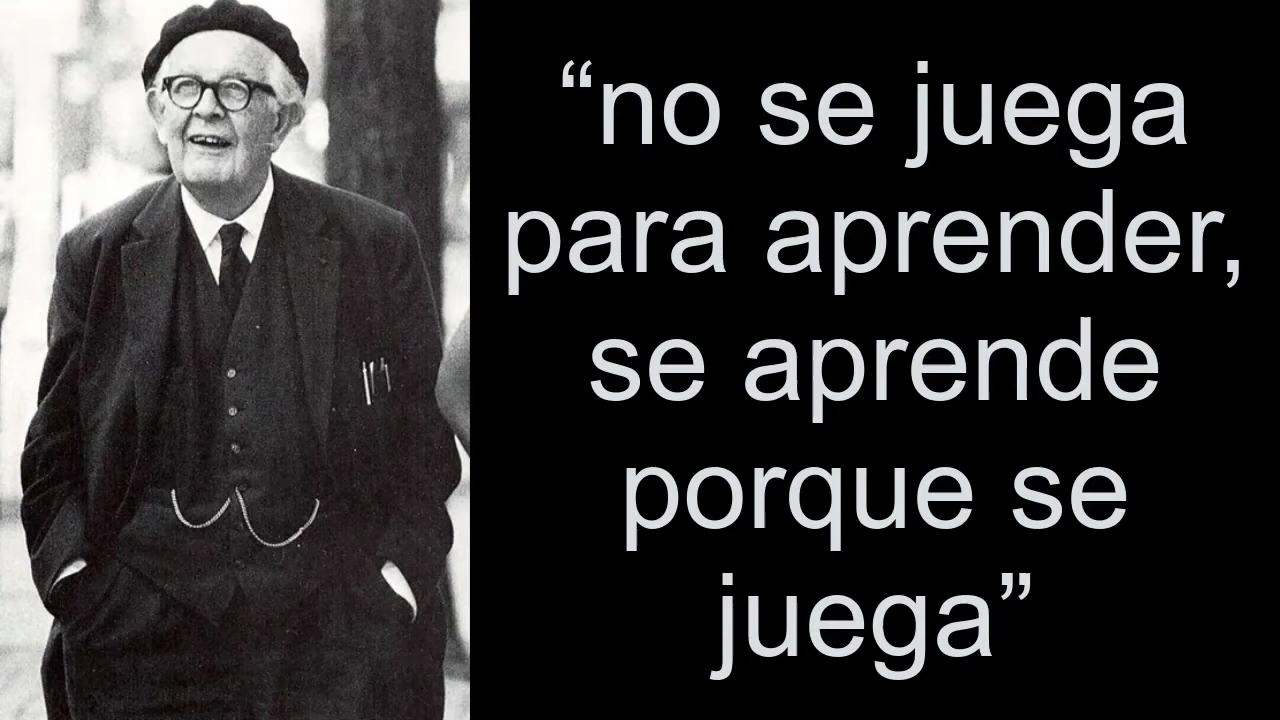 “no se juega
para aprender,
se aprende
porque se
juega”